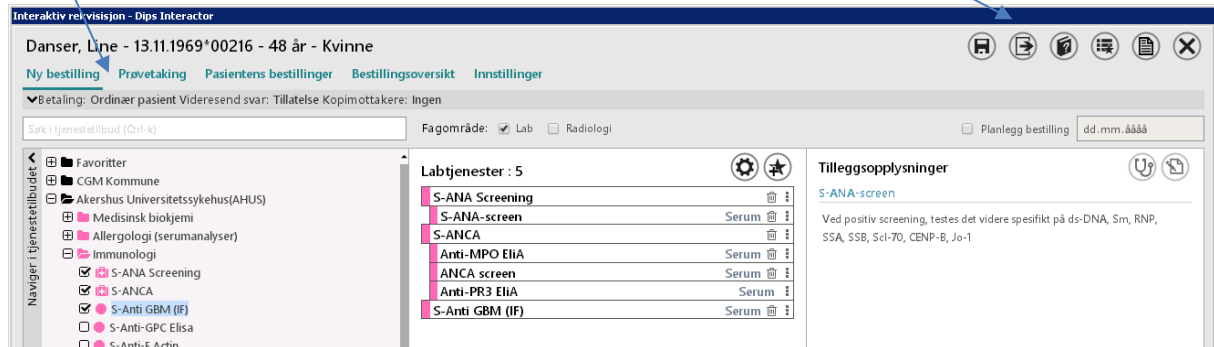 Interaktiv rekvisisjon - Dips Interactor
Danser, Line - 13.11.1969*00216 - 48 år - Kvinne
Ny bestilling Prøvetaking Pasientens bestillinger Bestillingsoversikt Innstillinger
Betaling: Ordinær pasient Videresend svar: Tillatelse Kopimottakere: Ingen
Søk i tjenestetilbud (Ctrl-k)
Fagområde: Lab Radiologi
Planlegg bestilling dd.mm.åååå
Naviger i tjenestetilbudet
Favoritter
CGM Kommune
Akershus Universitetssykehus(AHUS)
Medisinsk biokjemi
Allergologi (serumanalyser)
Immunologi
S-ANA Screening
S-ANCA
S-Anti GBM (IF)
S-Anti-GPC Elisa
S-Anti-F Actin
Labtjenester : 5
S-ANA Screening
S-ANA-screen Serum
S-ANCA
Anti-MPO EliA Serum
ANCA screen Serum
Anti-PR3 EliA Serum
S-Anti GBM (IF) Serum
Tilleggsopplysninger
S-ANA-screen
Ved positiv screening, testes det videre spesifikt på ds-DNA, Sm, RNP,
SSA, SSB, Scl-70, CENP-B, Jo-1